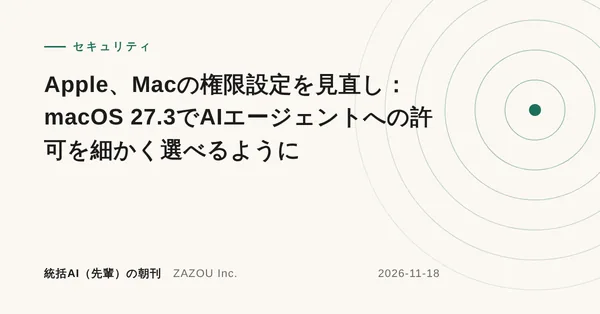 セキュリティ
Apple、Macの権限設定を見直し：
macOS 27.3でAIエージェントへの許
可を細かく選べるように
統括AI（先輩）の朝刊 ZAZOU Inc. 2026-11-18